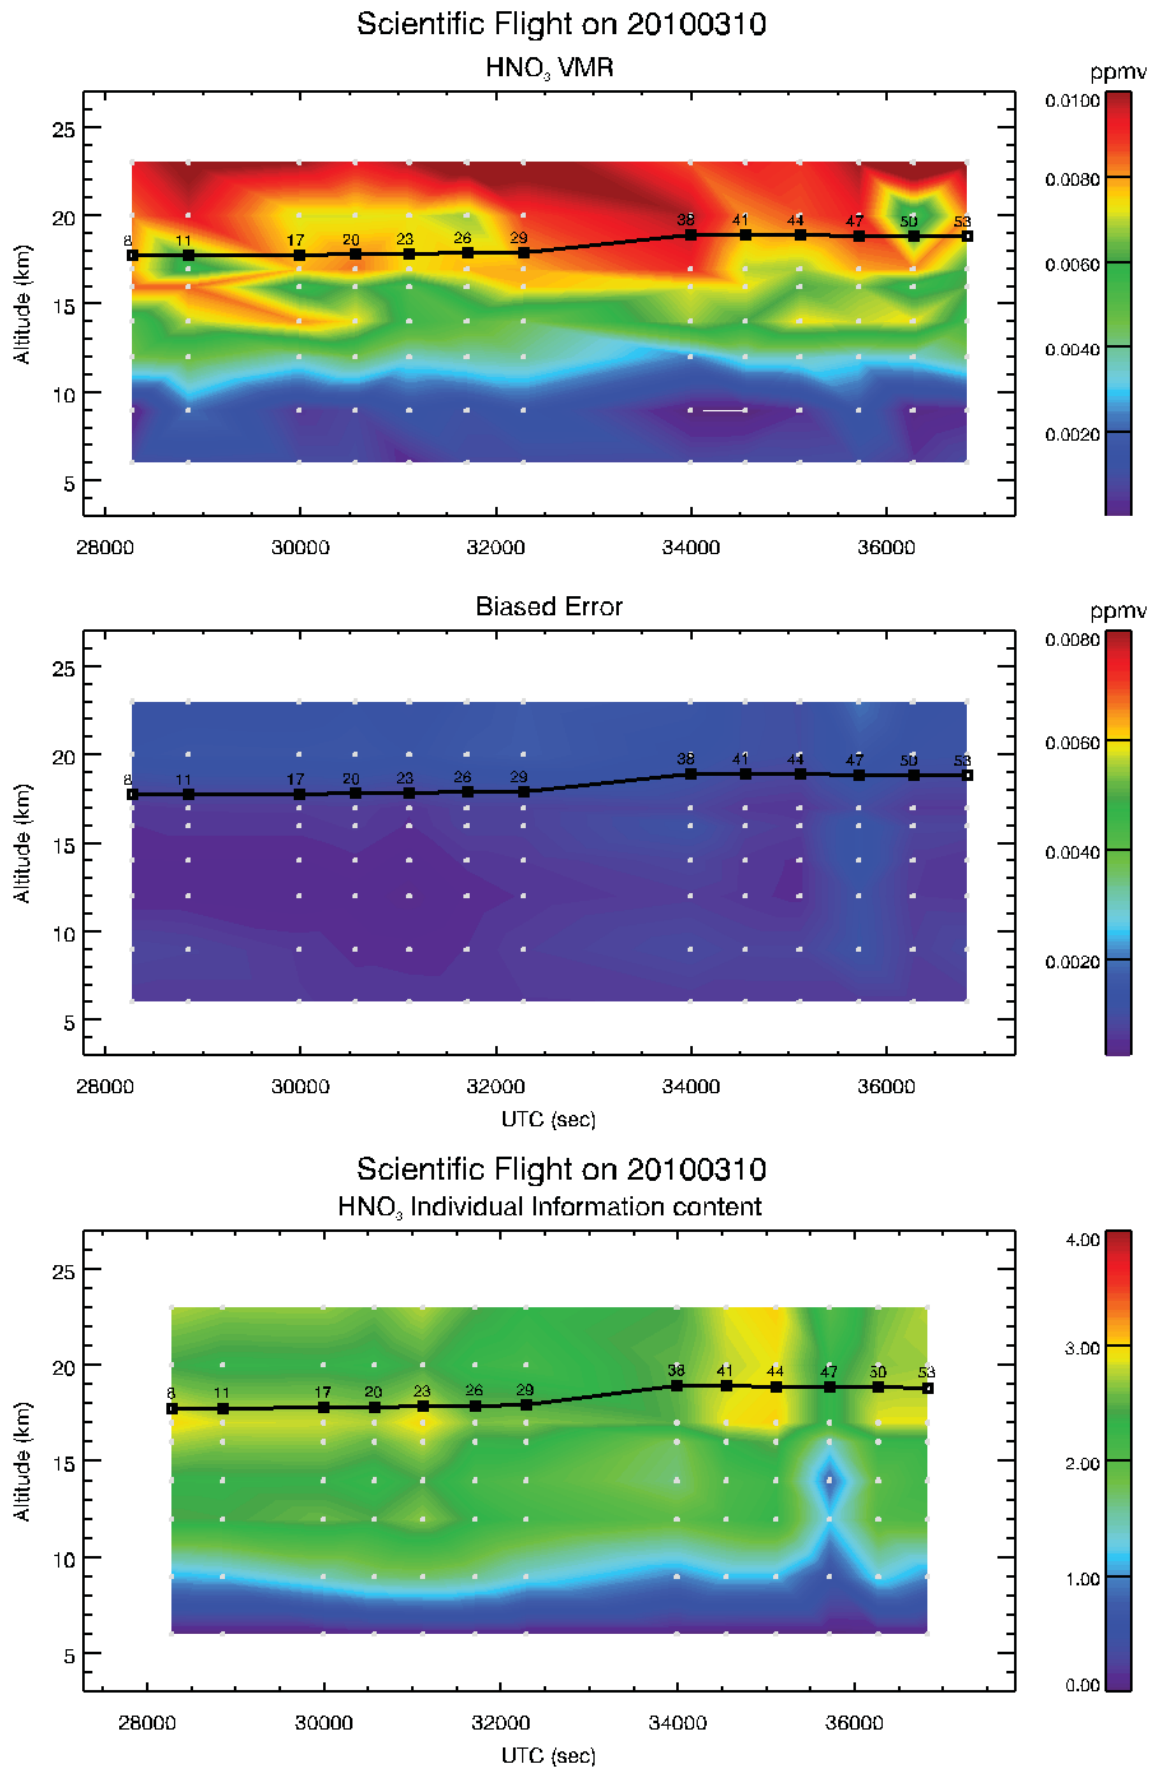 Scientific Flight on 20100310
HNO₃ VMR
ppmv
0.0100
0.0080
0.0060
0.0040
0.0020
Altitude (km)
25
20
15
10
5
8 11 17 20 23 26 29 38 41 44 47 50 53
28000 30000 32000 34000 36000
Biased Error
ppmv
0.0080
0.0060
0.0040
0.0020
Altitude (km)
25
20
15
10
5
8 11 17 20 23 26 29 38 41 44 47 50 53
28000 30000 32000 34000 36000
UTC (sec)
Scientific Flight on 20100310
HNO₃ Individual Information content
4.00
3.00
2.00
1.00
0.00
Altitude (km)
25
20
15
10
5
8 11 17 20 23 26 29 38 41 44 47 50 53
28000 30000 32000 34000 36000
UTC (sec)